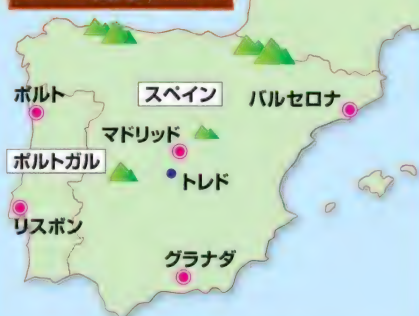 ポルト
スペイン
バルセロナ
マドリッド
ポルトガル
トレド
リスボン
グラナダ